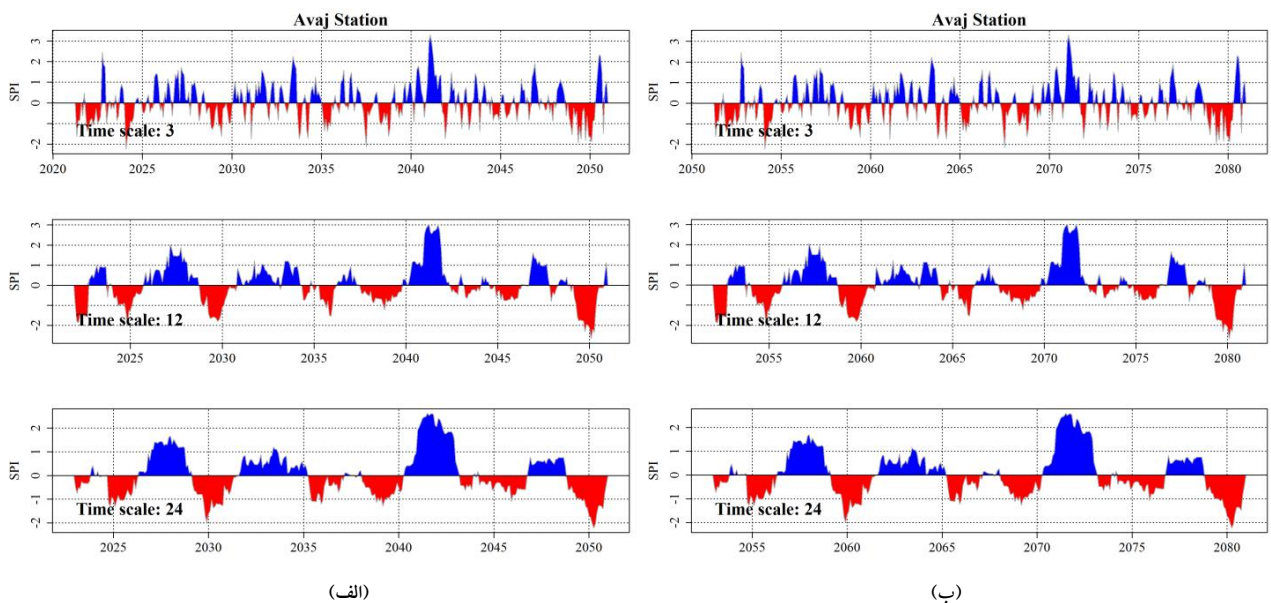 Avaj Station
SPI
3
2
1
0
-2
Time scale: 3
2020 2025 2030 2035 2040 2045 2050
SPI
3
2
1
0
-2
Time scale: 12
2025 2030 2035 2040 2045 2050
SPI
2
1
0
-1
-2
Time scale: 24
2025 2030 2035 2040 2045 2050
(الف)
Avaj Station
SPI
3
2
1
0
-2
Time scale: 3
2050 2055 2060 2065 2070 2075 2080
SPI
3
2
1
0
-2
Time scale: 12
2055 2060 2065 2070 2075 2080
SPI
2
1
0
-1
-2
Time scale: 24
2055 2060 2065 2070 2075 2080
(ب)